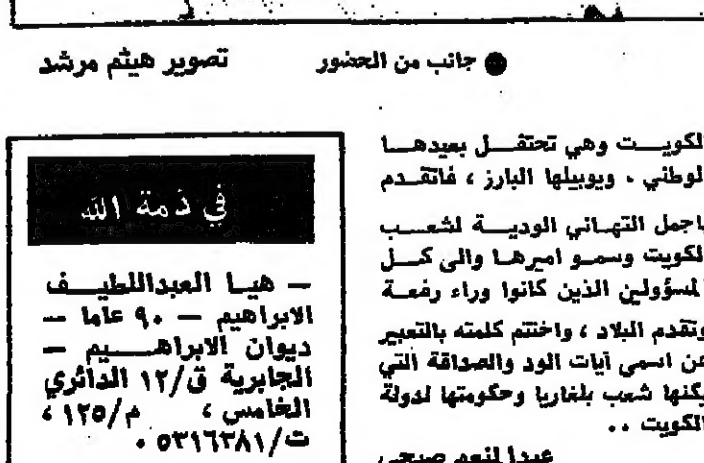 ● جانب من الحضور
تصوير هيثم مرشد
الكويت وهي تحتفل بعيدها
الوطني ، ويوبيلها البارز ، فاتقدم
باجمل التهاني الودية لشعب
الكويت وسمو اميرها والى كل
المسؤولين الذين كانوا وراء رفعة
وتقدم البلاد ، واختتم كلمته بالتعبير
عن اسمى آيات الود والصداقة التي
يكنها شعب بلغاريا وحكومتها لدولة
الكويت ..
عبدالمنعم صبحي
في ذمة الله
— هيا العبداللطيف
الابراهيم — ٩٠ عاما —
ديوان الابراهيم —
الجابرية ق/١٢ الدائري
الخامس ، م/١٢٥ ،
ت/٥٣١٦٣٨١ .